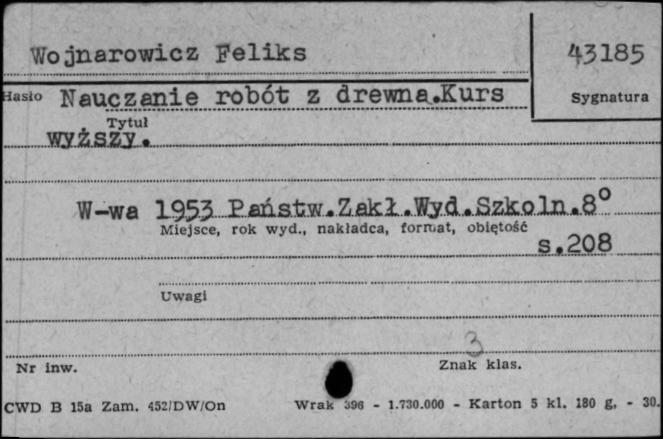 Wojnarowicz Feliks 43185
Hasło Nauczanie robót z drewna.Kurs Sygnatura
Tytuł
wyższy.
W-wa 1953 Państw.Zakł.Wyd.Szkoln.8°
Miejsce, rok wyd., nakładca, format, objętość
s.208
Uwagi
3
Nr inw. Znak klas.
CWD B 15a Zam. 452/DW/On Wrak 396 - 1.730.000 - Karton 5 kl. 180 g, - 30.